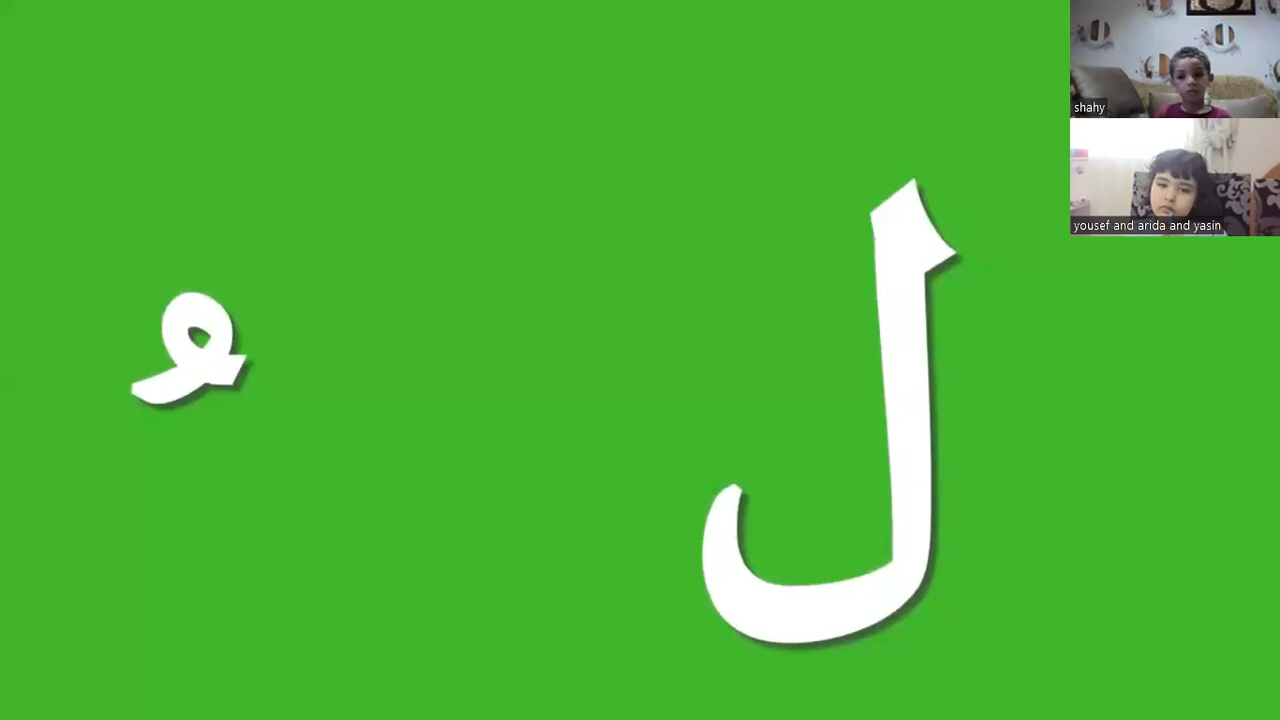 ل ُ
shahy
yousef and arida and yasin